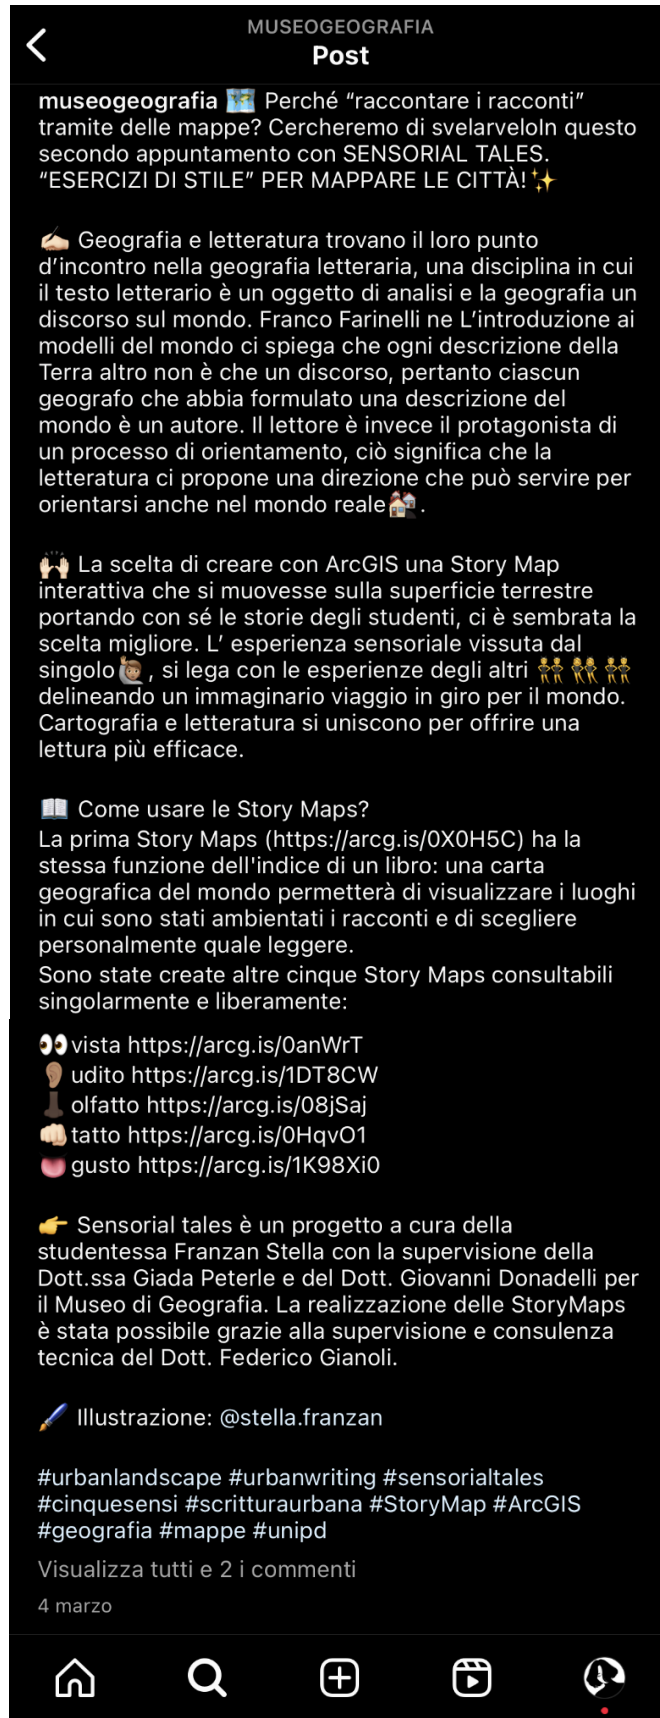 MUSEOGEOGRAFIA
Post
museogeografia 🗺️ Perché “raccontare i racconti”
tramite delle mappe? Cercheremo di svelarveloIn questo
secondo appuntamento con SENSORIAL TALES.
“ESERCIZI DI STILE” PER MAPPARE LE CITTÀ!✨
✍🏻 Geografia e letteratura trovano il loro punto
d’incontro nella geografia letteraria, una disciplina in cui
il testo letterario è un oggetto di analisi e la geografia un
discorso sul mondo. Franco Farinelli ne L’introduzione ai
modelli del mondo ci spiega che ogni descrizione della
Terra altro non è che un discorso, pertanto ciascun
geografo che abbia formulato una descrizione del
mondo è un autore. Il lettore è invece il protagonista di
un processo di orientamento, ciò significa che la
letteratura ci propone una direzione che può servire per
orientarsi anche nel mondo reale🏘️.
🙌🏻 La scelta di creare con ArcGIS una Story Map
interattiva che si muovesse sulla superficie terrestre
portando con sé le storie degli studenti, ci è sembrata la
scelta migliore. L’ esperienza sensoriale vissuta dal
singolo🙋🏽, si lega con le esperienze degli altri 👯👯👯
delineando un immaginario viaggio in giro per il mondo.
Cartografia e letteratura si uniscono per offrire una
lettura più efficace.
📖 Come usare le Story Maps?
La prima Story Maps (https://arcg.is/0X0H5C) ha la
stessa funzione dell'indice di un libro: una carta
geografica del mondo permetterà di visualizzare i luoghi
in cui sono stati ambientati i racconti e di scegliere
personalmente quale leggere.
Sono state create altre cinque Story Maps consultabili
singolarmente e liberamente:
👀vista https://arcg.is/0anWrT
👂🏽udito https://arcg.is/1DT8CW
👃🏿olfatto https://arcg.is/08jSaj
👊🏻tatto https://arcg.is/0HqvO1
👅gusto https://arcg.is/1K98Xi0
👉 Sensorial tales è un progetto a cura della
studentessa Franzan Stella con la supervisione della
Dott.ssa Giada Peterle e del Dott. Giovanni Donadelli per
il Museo di Geografia. La realizzazione delle StoryMaps
è stata possibile grazie alla supervisione e consulenza
tecnica del Dott. Federico Gianoli.
🖌️ Illustrazione: @stella.franzan
#urbanlandscape #urbanwriting #sensorialtales
#cinquesensi #scritturaurbana #StoryMap #ArcGIS
#geografia #mappe #unipd
Visualizza tutti e 2 i commenti
4 marzo